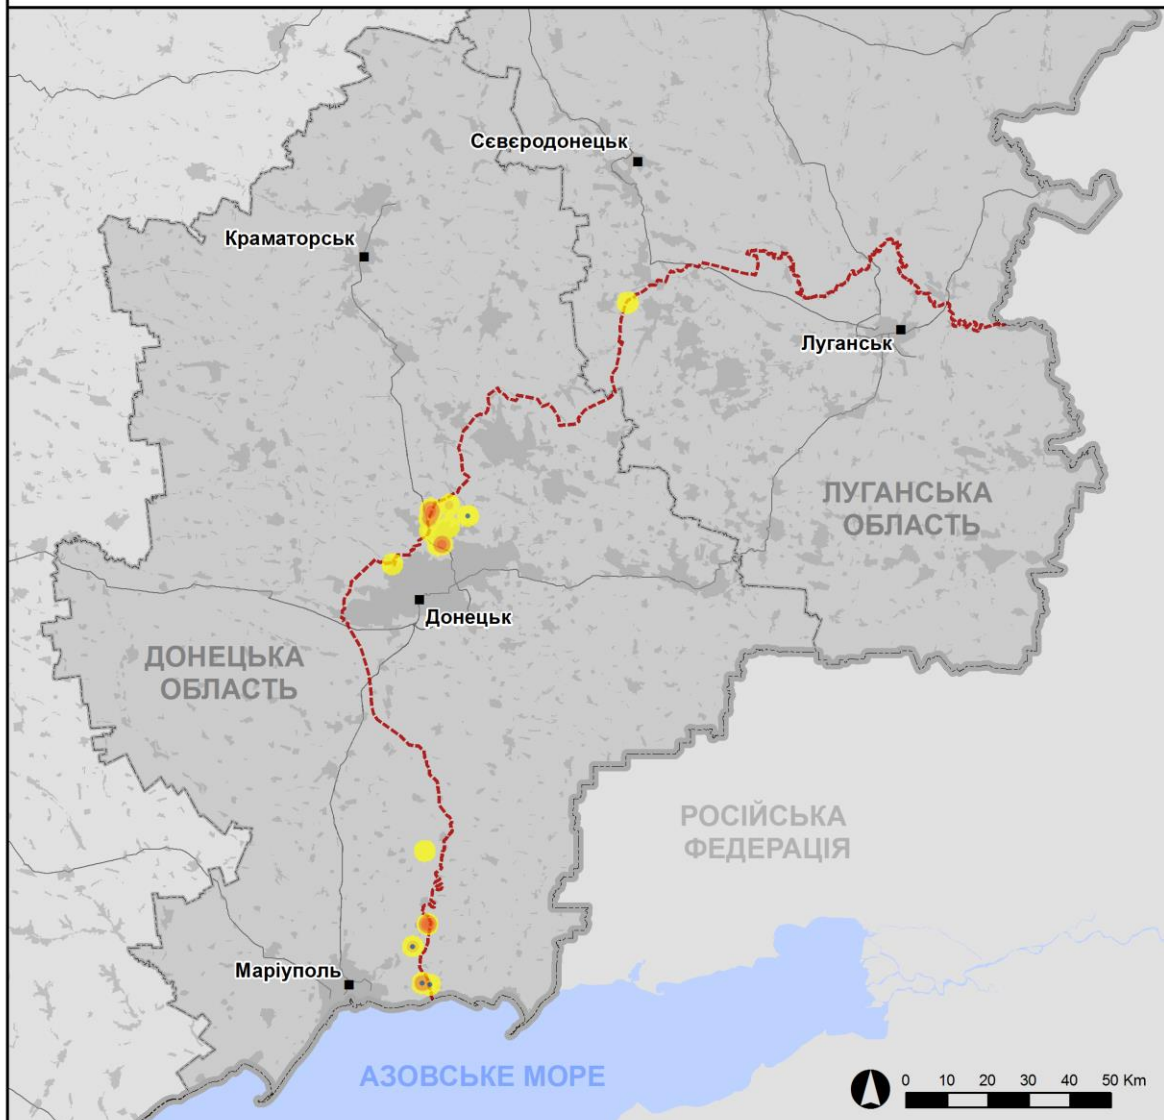 Сєвєродонецьк
Краматорськ
Луганськ
ЛУГАНСЬКА
ОБЛАСТЬ
Донецьк
ДОНЕЦЬКА
ОБЛАСТЬ
РОСІЙСЬКА
ФЕДЕРАЦІЯ
Маріуполь
АЗОВСЬКЕ МОРЕ
0 10 20 30 40 50 Km